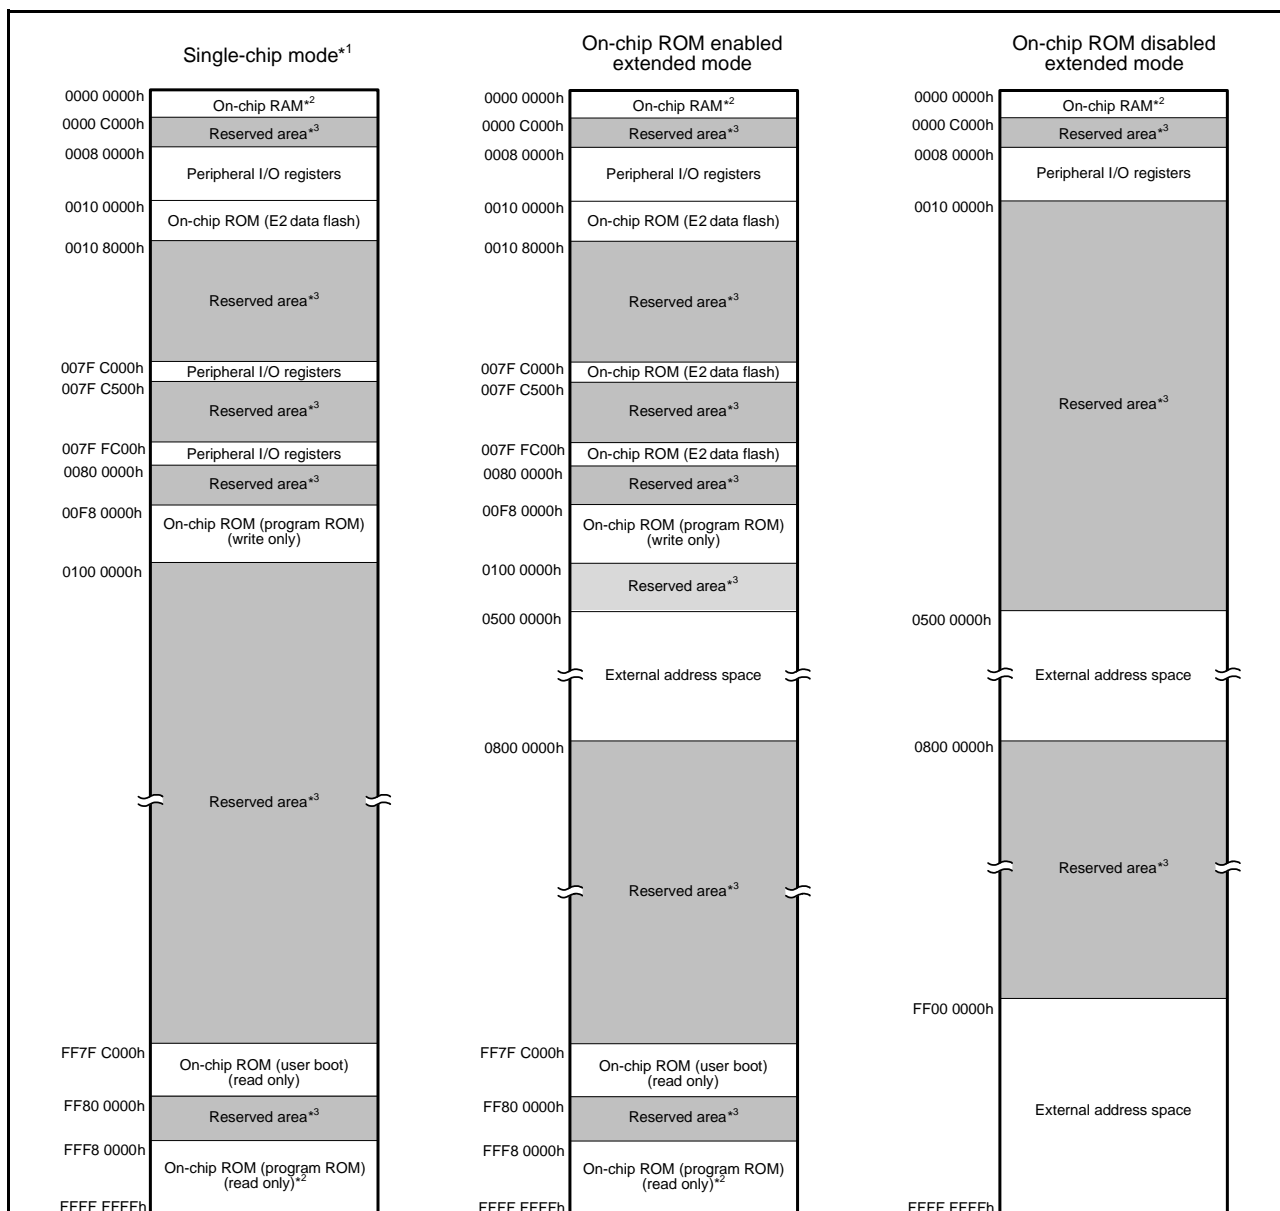 Single-chip mode*1
0000 0000h
On-chip RAM*2
0000 C000h
Reserved area*3
0008 0000h
Peripheral I/O registers
0010 0000h
On-chip ROM (E2 data flash)
0010 8000h
Reserved area*3
007F C000h
Peripheral I/O registers
007F C500h
Reserved area*3
007F FC00h
Peripheral I/O registers
0080 0000h
Reserved area*3
00F8 0000h
On-chip ROM (program ROM)
(write only)
0100 0000h
Reserved area*3
FF7F C000h
On-chip ROM (user boot)
(read only)
FF80 0000h
Reserved area*3
FFF8 0000h
On-chip ROM (program ROM)
(read only)*2
FFFF FFFFh
On-chip ROM enabled
extended mode
0000 0000h
On-chip RAM*2
0000 C000h
Reserved area*3
0008 0000h
Peripheral I/O registers
0010 0000h
On-chip ROM (E2 data flash)
0010 8000h
Reserved area*3
007F C000h
On-chip ROM (E2 data flash)
007F C500h
Reserved area*3
007F FC00h
On-chip ROM (E2 data flash)
0080 0000h
Reserved area*3
00F8 0000h
On-chip ROM (program ROM)
(write only)
0100 0000h
Reserved area*3
0500 0000h
External address space
0800 0000h
Reserved area*3
FF7F C000h
On-chip ROM (user boot)
(read only)
FF80 0000h
Reserved area*3
FFF8 0000h
On-chip ROM (program ROM)
(read only)*2
FFFF FFFFh
On-chip ROM disabled
extended mode
0000 0000h
On-chip RAM*2
0000 C000h
Reserved area*3
0008 0000h
Peripheral I/O registers
0010 0000h
Reserved area*3
0500 0000h
External address space
0800 0000h
Reserved area*3
FF00 0000h
External address space
FFFF FFFFh